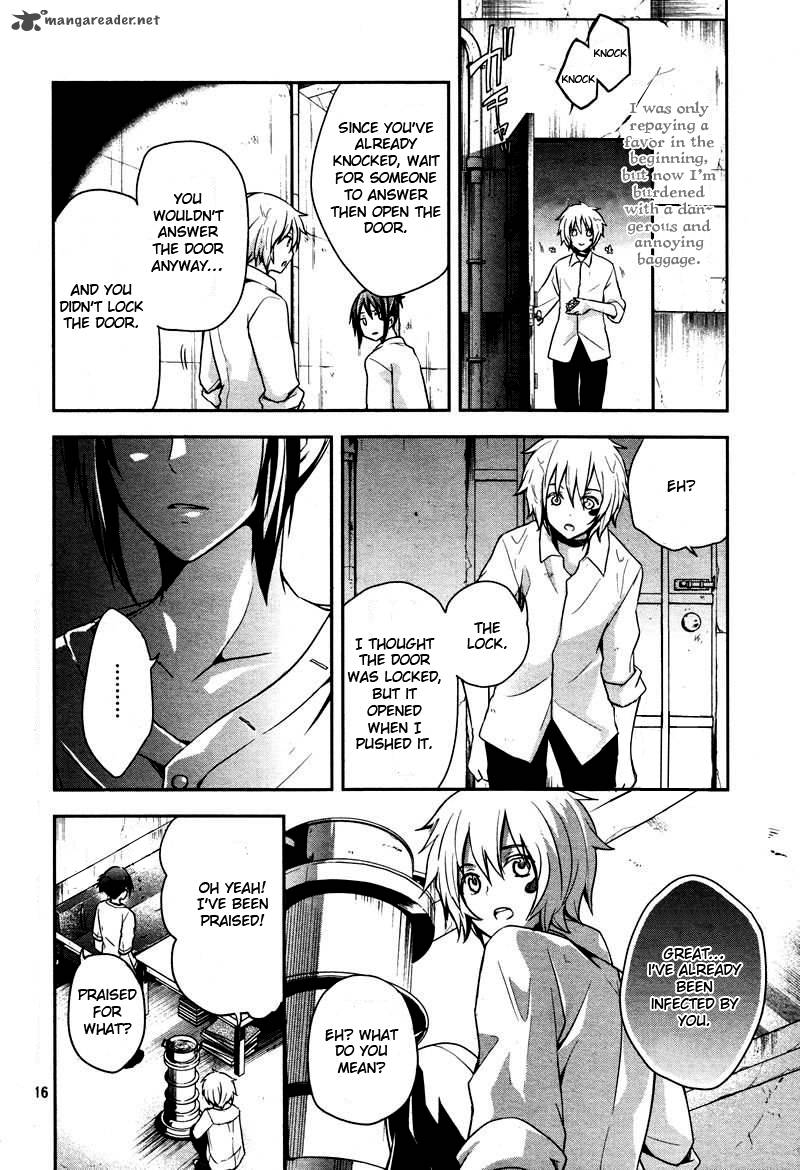 mangareader.net
KNOCK
KNOCK
I was only
repaying a
favor in the
beginning,
but now I'm
burdened
with a dan-
gerous and
annoying
baggage.
SINCE YOU'VE
ALREADY
KNOCKED, WAIT
FOR SOMEONE
TO ANSWER
THEN OPEN THE
DOOR.
YOU
WOULDN'T
ANSWER
THE DOOR
ANYWAY...
AND YOU
DIDN'T LOCK
THE DOOR.
EH?
THE
LOCK.
I THOUGHT
THE DOOR
WAS LOCKED,
BUT IT
OPENED
WHEN I
PUSHED IT.
.........
GREAT...
I'VE ALREADY
BEEN
INFECTED BY
YOU.
EH? WHAT
DO YOU
MEAN?
OH YEAH!
I'VE BEEN
PRAISED!
PRAISED
FOR
WHAT?
16